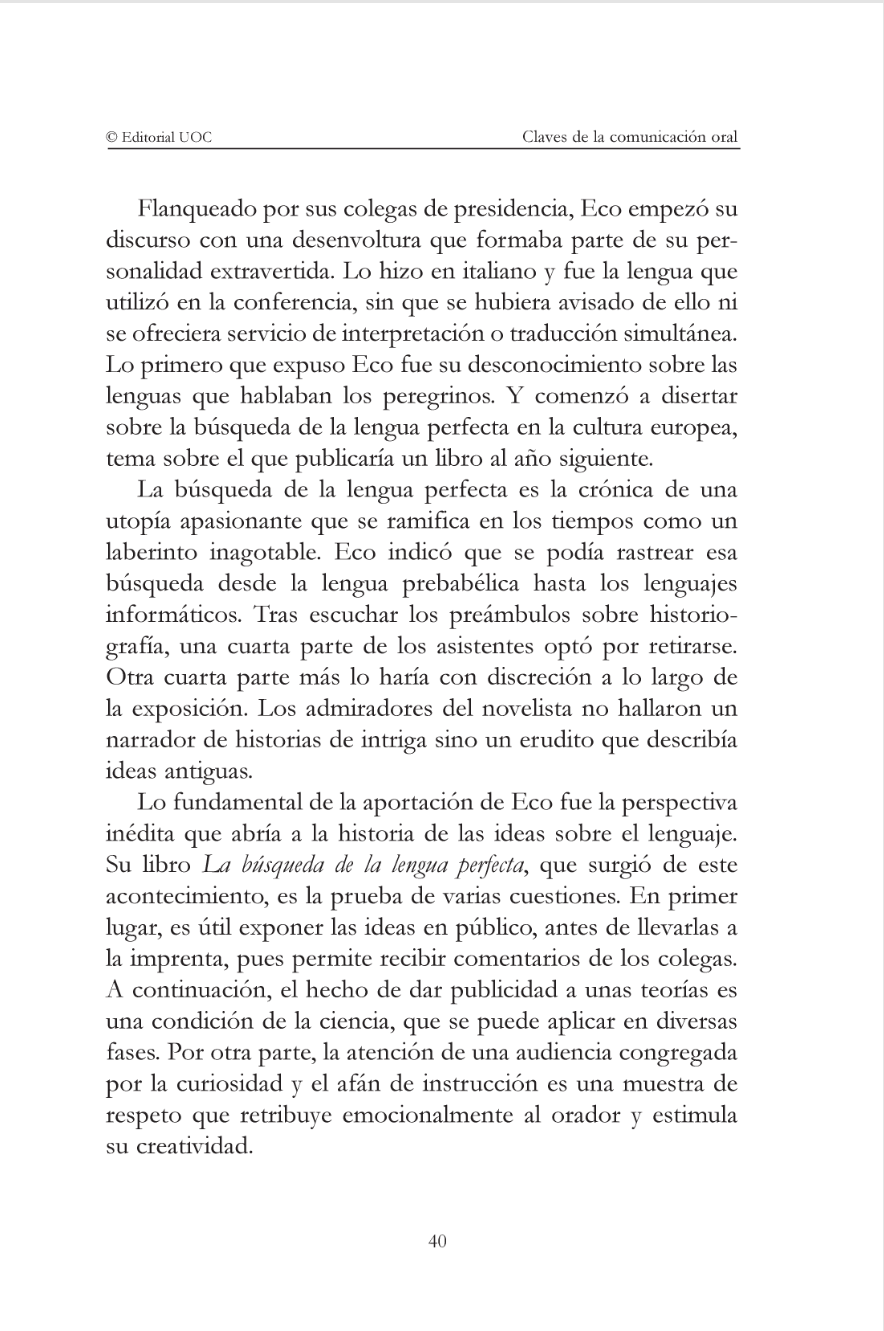 © Editorial UOC
Claves de la comunicación oral
Flanqueado por sus colegas de presidencia, Eco empezó su
discurso con una desenvoltura que formaba parte de su per-
sonalidad extravertida. Lo hizo en italiano y fue la lengua que
utilizó en la conferencia, sin que se hubiera avisado de ello ni
se ofreciera servicio de interpretación o traducción simultánea.
Lo primero que expuso Eco fue su desconocimiento sobre las
lenguas que hablaban los peregrinos. Y comenzó a disertar
sobre la búsqueda de la lengua perfecta en la cultura europea,
tema sobre el que publicaría un libro al año siguiente.
La búsqueda de la lengua perfecta es la crónica de una
utopía apasionante que se ramifica en los tiempos como un
laberinto inagotable. Eco indicó que se podía rastrear esa
búsqueda desde la lengua prebabélica hasta los lenguajes
informáticos. Tras escuchar los preámbulos sobre historio-
grafía, una cuarta parte de los asistentes optó por retirarse.
Otra cuarta parte más lo haría con discreción a lo largo de
la exposición. Los admiradores del novelista no hallaron un
narrador de historias de intriga sino un erudito que describía
ideas antiguas.
Lo fundamental de la aportación de Eco fue la perspectiva
inédita que abría a la historia de las ideas sobre el lenguaje.
Su libro La búsqueda de la lengua perfecta, que surgió de este
acontecimiento, es la prueba de varias cuestiones. En primer
lugar, es útil exponer las ideas en público, antes de llevarlas a
la imprenta, pues permite recibir comentarios de los colegas.
A continuación, el hecho de dar publicidad a unas teorías es
una condición de la ciencia, que se puede aplicar en diversas
fases. Por otra parte, la atención de una audiencia congregada
por la curiosidad y el afán de instrucción es una muestra de
respeto que retribuye emocionalmente al orador y estimula
su creatividad.
40